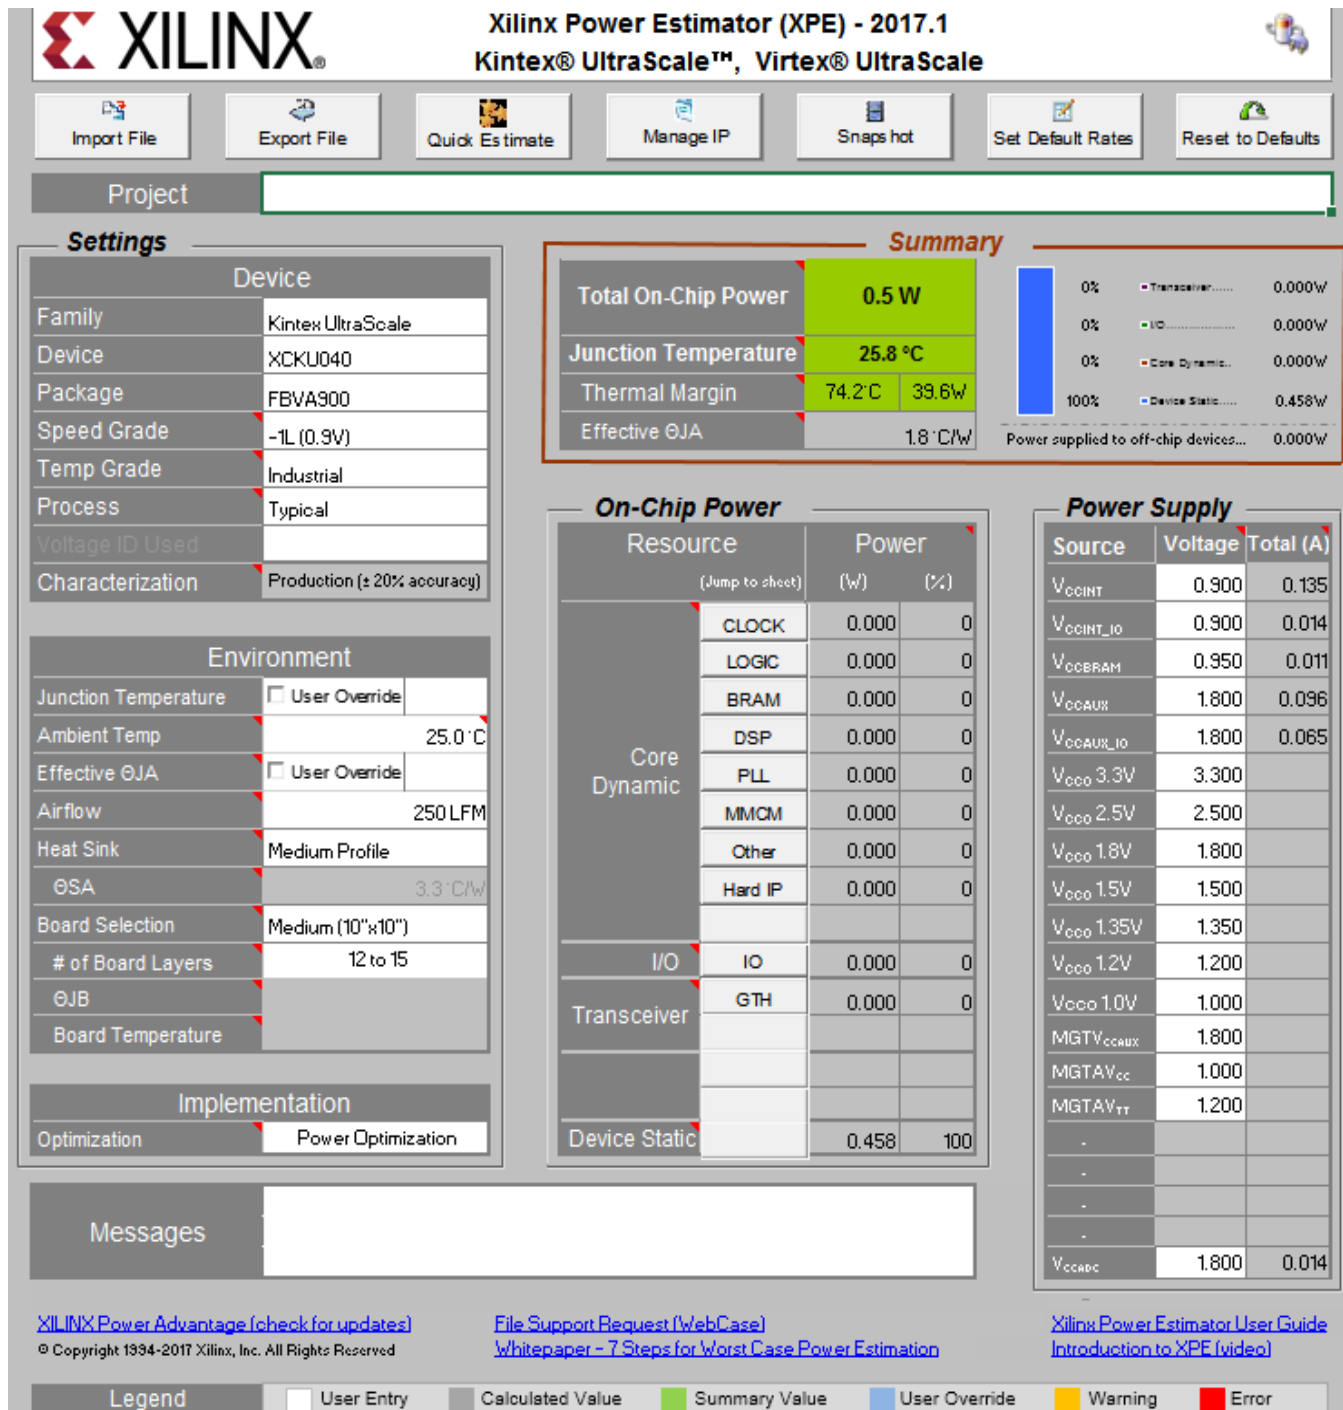 XILINX®
Xilinx Power Estimator (XPE) - 2017.1
Kintex® UltraScale™, Virtex® UltraScale
Import File
Export File
Quick Estimate
Manage IP
Snapshot
Set Default Rates
Reset to Defaults
Project
Settings
Device
Family Kintex UltraScale
Device XCKU040
Package FBVA900
Speed Grade -1L (0.9V)
Temp Grade Industrial
Process Typical
Voltage ID Used
Characterization Production (± 20% accuracy)
Environment
Junction Temperature User Override
Ambient Temp 25.0°C
Effective ΘJA User Override
Airflow 250 LFM
Heat Sink Medium Profile
ΘSA 3.3°C/W
Board Selection Medium (10"x10")
# of Board Layers 12 to 15
ΘJB
Board Temperature
Implementation
Optimization Power Optimization
Summary
Total On-Chip Power 0.5 W
Junction Temperature 25.8 °C
Thermal Margin 74.2°C 39.6W
Effective ΘJA 1.8°C/W
0% Transceiver...... 0.000W
0% I/O................... 0.000W
0% Core Dynamic.. 0.000W
100% Device Static..... 0.458W
Power supplied to off-chip devices... 0.000W
On-Chip Power
Resource Power
(Jump to sheet) (W) (%)
Core Dynamic
CLOCK 0.000 0
LOGIC 0.000 0
BRAM 0.000 0
DSP 0.000 0
PLL 0.000 0
MMCM 0.000 0
Other 0.000 0
Hard IP 0.000 0
I/O IO 0.000 0
Transceiver GTH 0.000 0
Device Static 0.458 100
Power Supply
Source Voltage Total (A)
VCCINT 0.900 0.135
VCCINT_IO 0.900 0.014
VCCBRAM 0.950 0.011
VCCAUX 1.800 0.096
VCCAUX_IO 1.800 0.065
VCCO 3.3V 3.300
VCCO 2.5V 2.500
VCCO 1.8V 1.800
VCCO 1.5V 1.500
VCCO 1.35V 1.350
VCCO 1.2V 1.200
Vcco 1.0V 1.000
MGTVCCAUX 1.800
MGTAVCC 1.000
MGTAVTT 1.200
-
-
-
-
VCCADC 1.800 0.014
Messages
XILINX Power Advantage (check for updates)
© Copyright 1994-2017 Xilinx, Inc. All Rights Reserved
File Support Request (WebCase)
Whitepaper - 7 Steps for Worst Case Power Estimation
Xilinx Power Estimator User Guide
Introduction to XPE (video)
Legend User Entry Calculated Value Summary Value User Override Warning Error